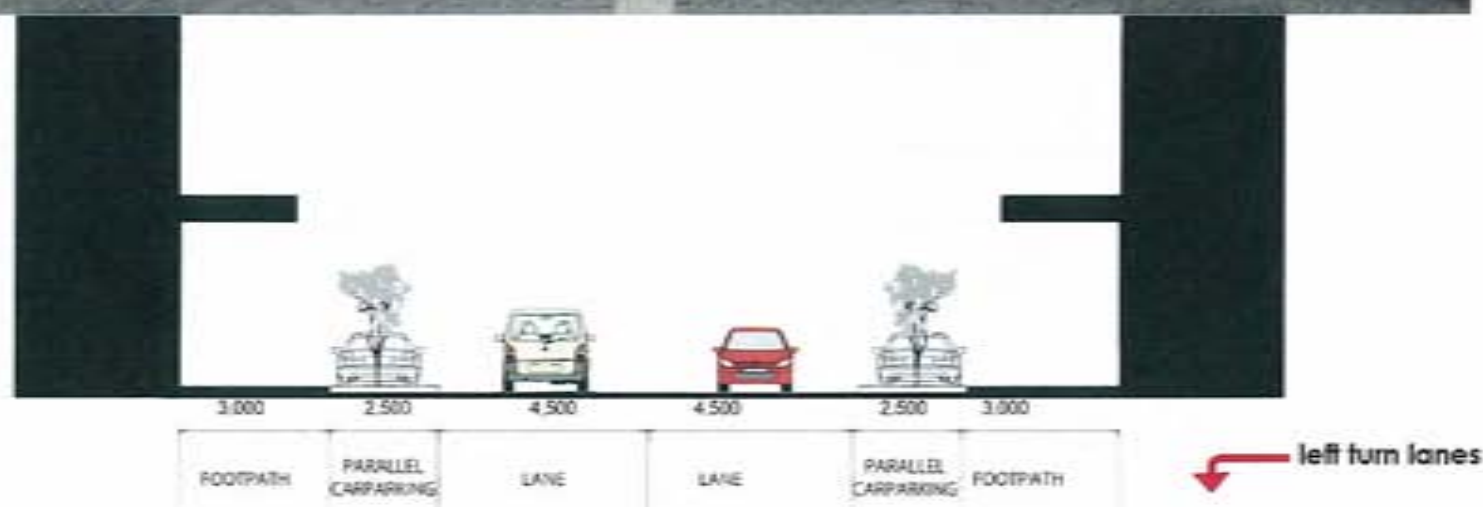 3.000 2.500 4,500 4.500 2.500 3.000
FOOTPATH PARALLEL CARPARKING LANE LANE PARALLEL CARPARKING FOOTPATH
left turn lanes